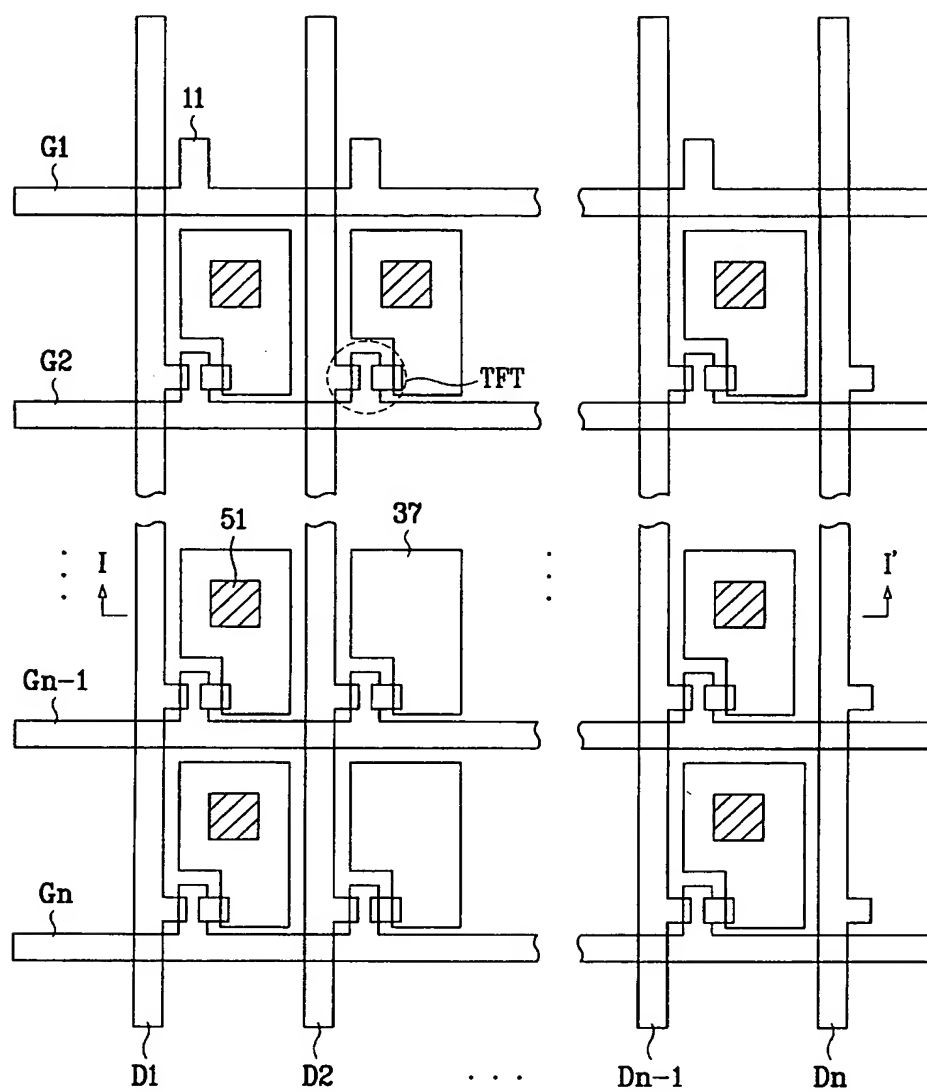 11
G1
G2
TFT
51
37
I
I'
Gn-1
Gn
D1
D2
. . .
Dn-1
Dn